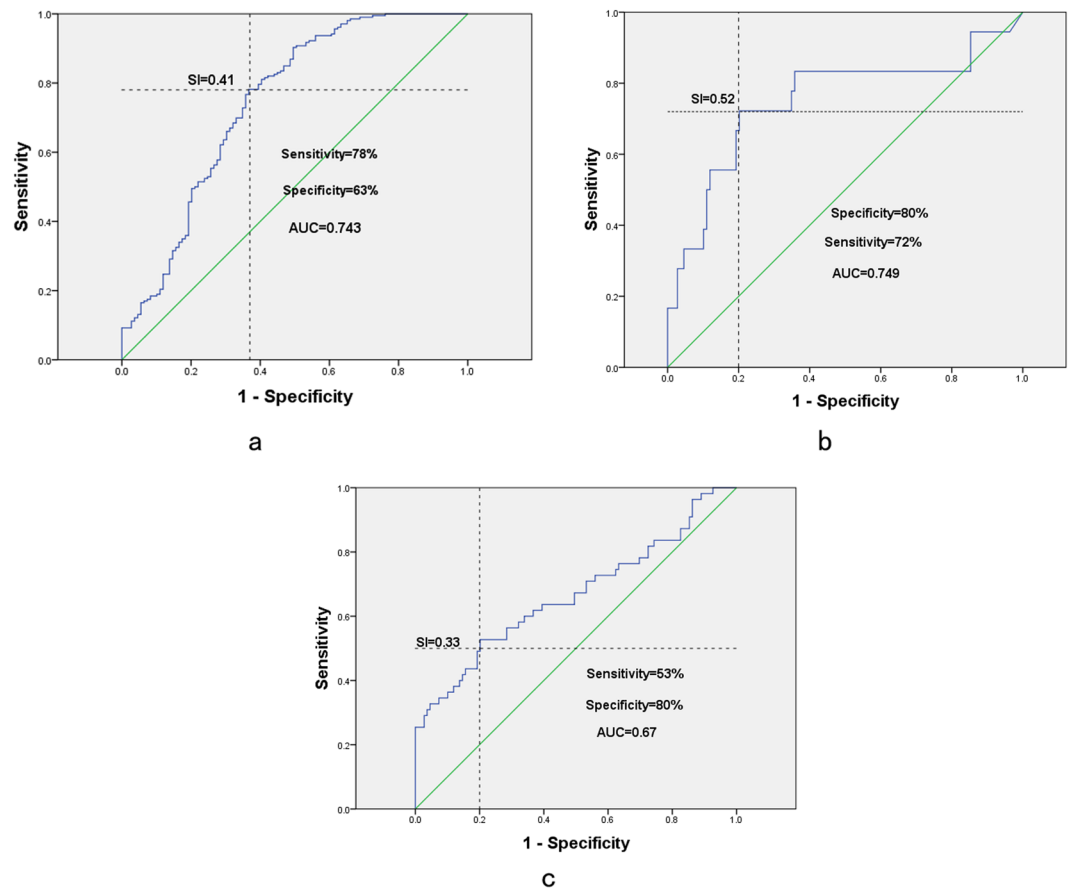 1.0
0.8
0.6
0.4
0.2
0.0
Sensitivity
SI=0.41
Sensitivity=78%
Specificity=63%
AUC=0.743
0.0 0.2 0.4 0.6 0.8 1.0
1 - Specificity
a
1.0
0.8
0.6
0.4
0.2
0.0
Sensitivity
SI=0.52
Specificity=80%
Sensitivity=72%
AUC=0.749
0.0 0.2 0.4 0.6 0.8 1.0
1 - Specificity
b
1.0
0.8
0.6
0.4
0.2
0.0
Sensitivity
SI=0.33
Sensitivity=53%
Specificity=80%
AUC=0.67
0.0 0.2 0.4 0.6 0.8 1.0
1 - Specificity
c